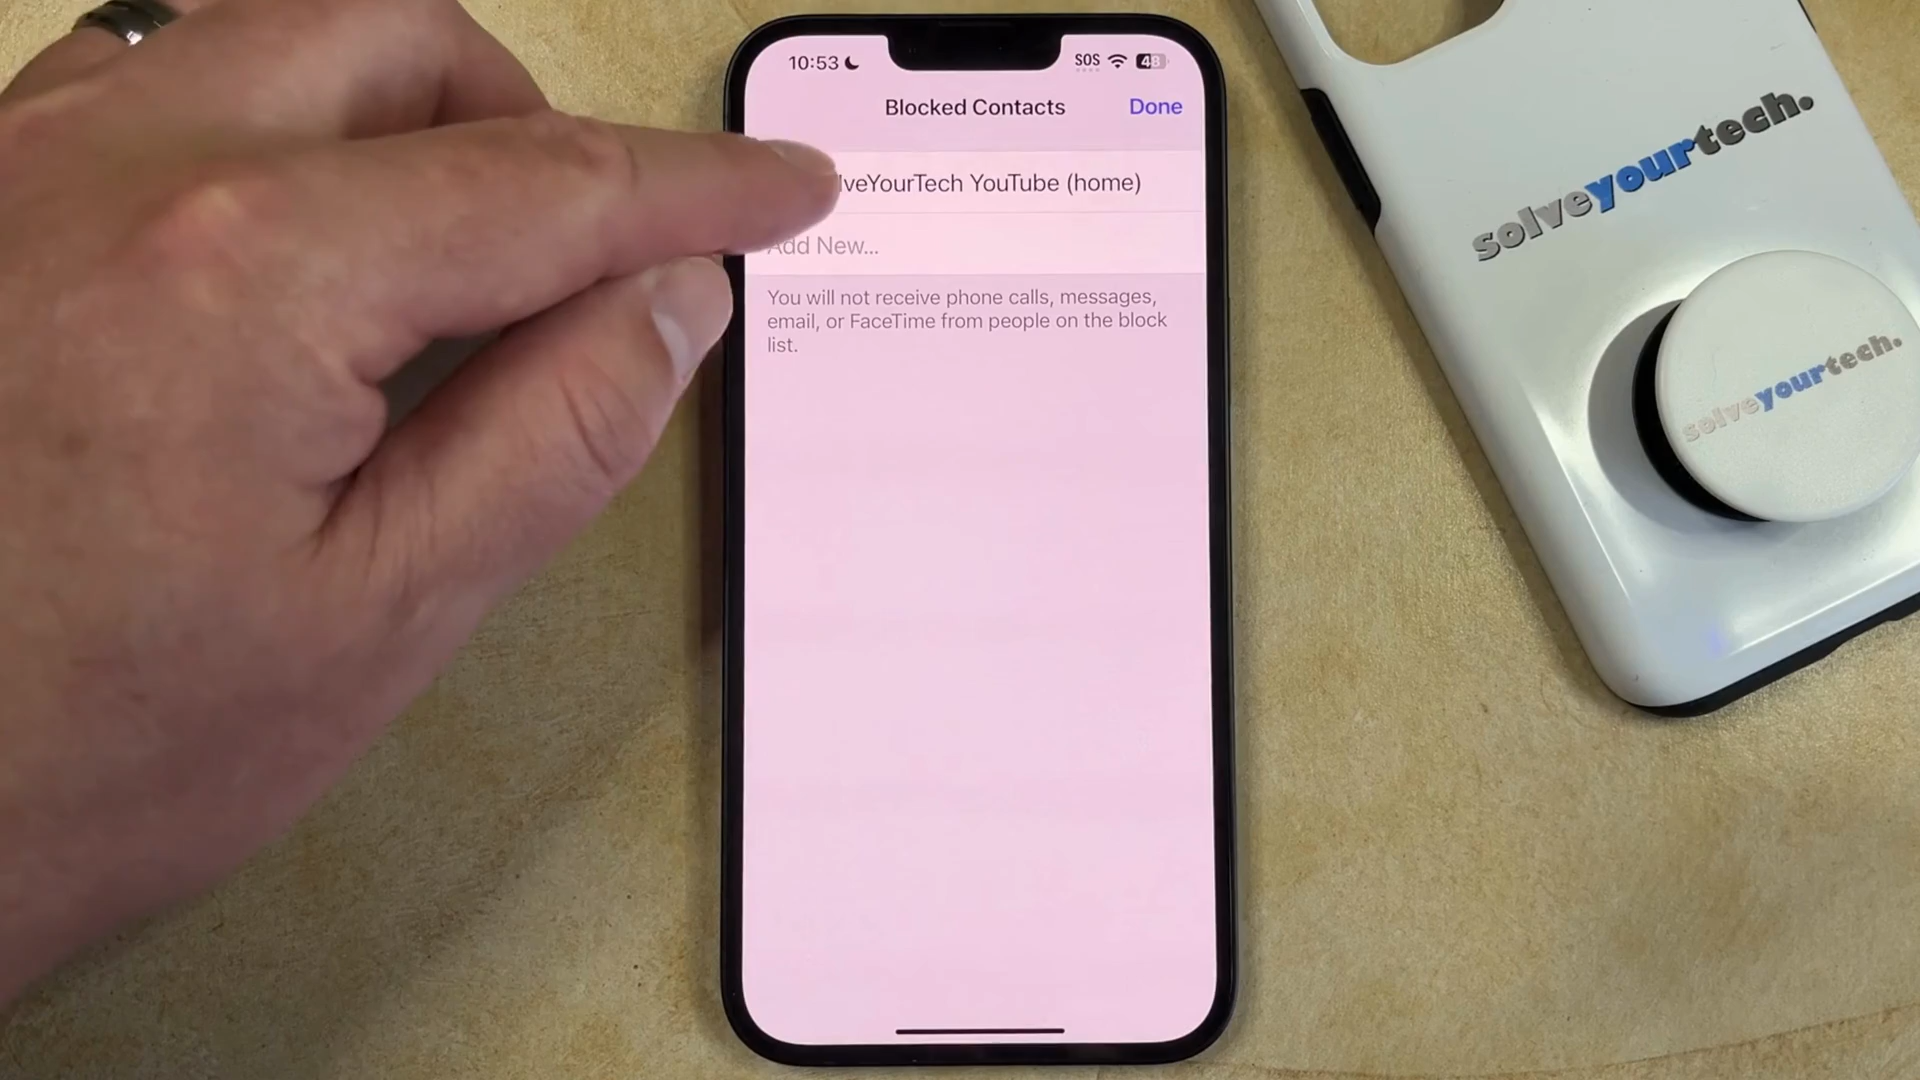 10:53
SOS
48
Blocked Contacts
Done
lveYourTech YouTube (home)
Add New...
You will not receive phone calls, messages,
email, or FaceTime from people on the block
list.
solveyourtech.
solveyourtech.